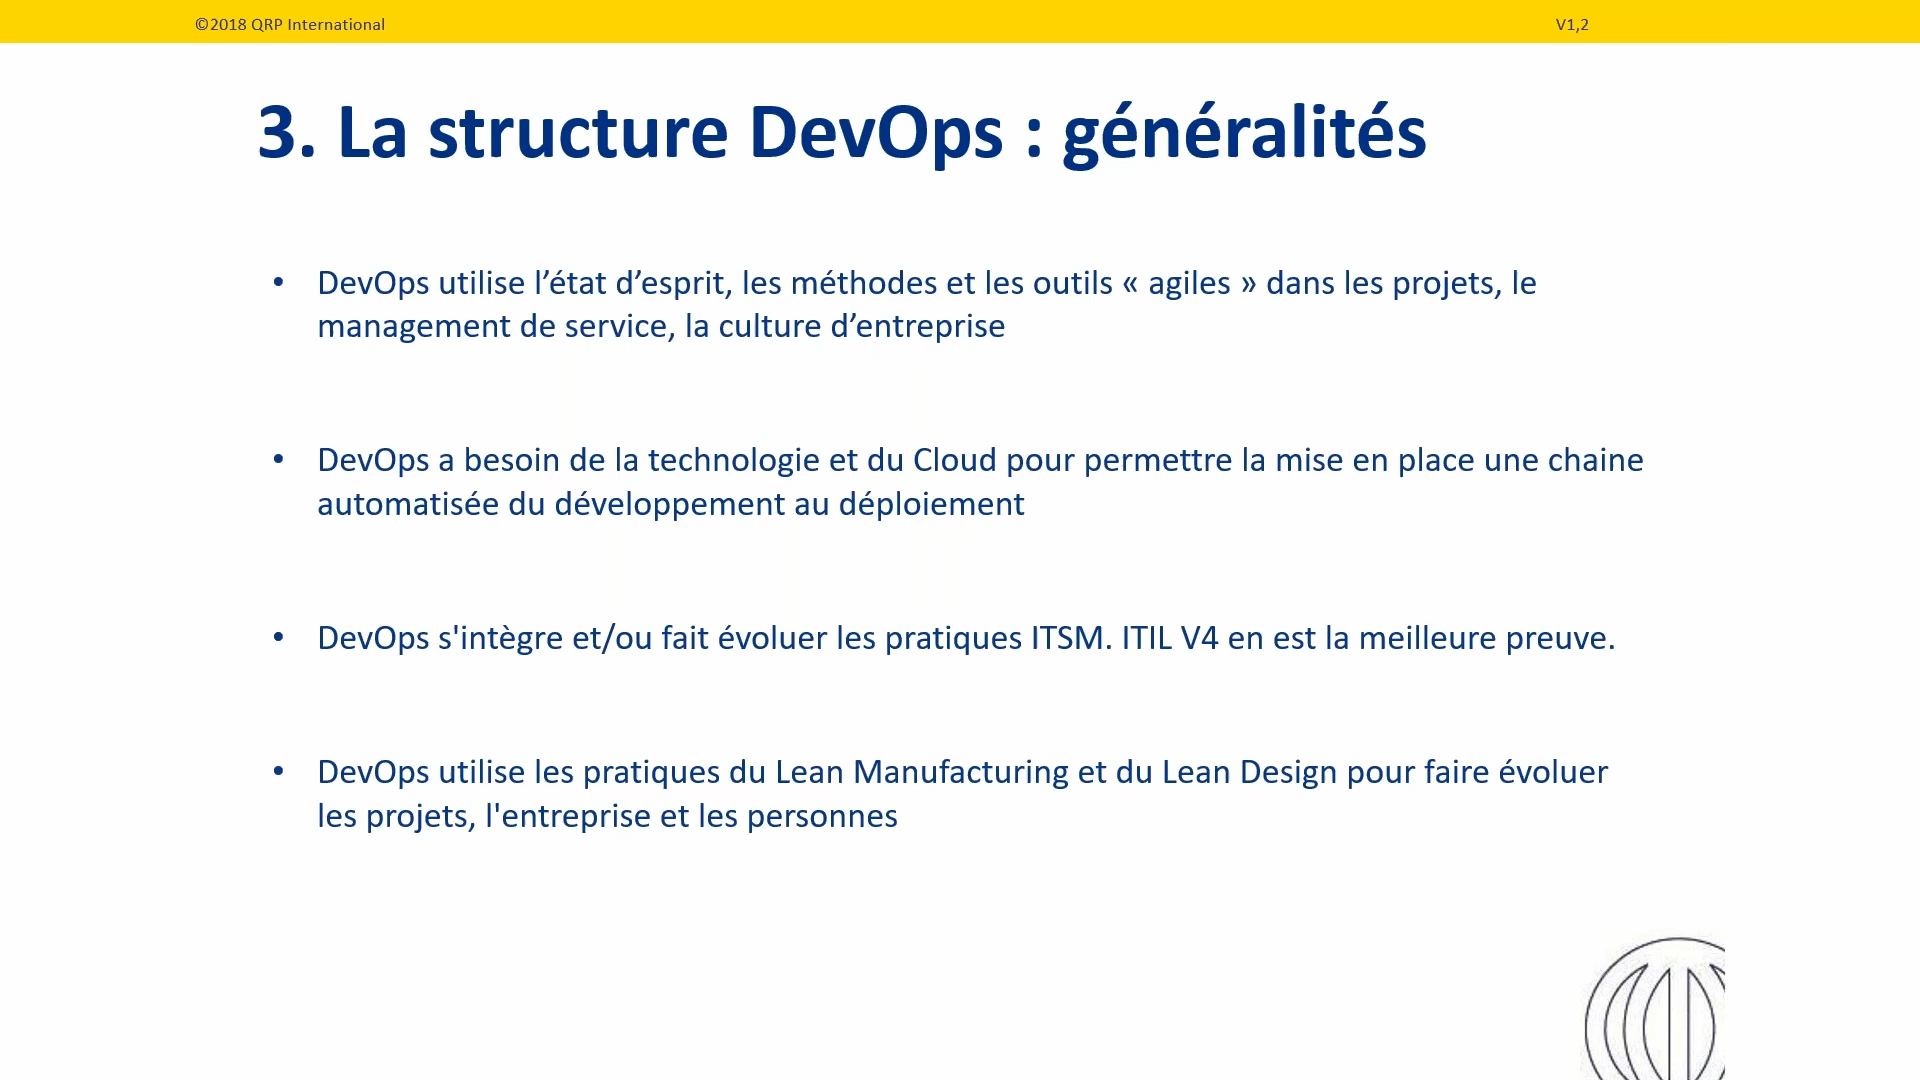 ©2018 QRP International
V1,2
3. La structure DevOps : généralités
• DevOps utilise l’état d’esprit, les méthodes et les outils « agiles » dans les projets, le
management de service, la culture d’entreprise
• DevOps a besoin de la technologie et du Cloud pour permettre la mise en place une chaine
automatisée du développement au déploiement
• DevOps s'intègre et/ou fait évoluer les pratiques ITSM. ITIL V4 en est la meilleure preuve.
• DevOps utilise les pratiques du Lean Manufacturing et du Lean Design pour faire évoluer
les projets, l'entreprise et les personnes